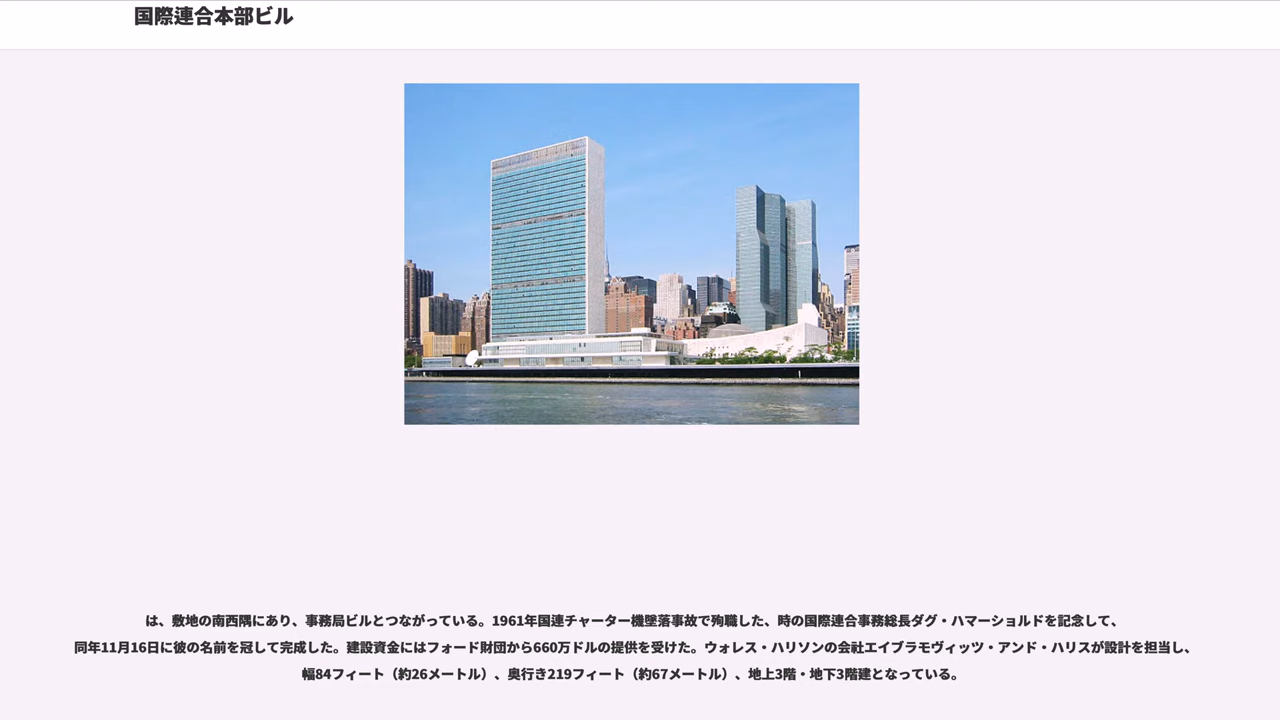 国際連合本部ビル
は、敷地の南西隅にあり、事務局ビルとつながっている。1961年国連チャーター機墜落事故で殉職した、時の国際連合事務総長ダグ・ハマーショルドを記念して、
同年11月16日に彼の名前を冠して完成した。建設資金にはフォード財団から660万ドルの提供を受けた。ウォレス・ハリソンの会社エイブラモヴィッツ・アンド・ハリスが設計を担当し、
幅84フィート（約26メートル）、奥行き219フィート（約67メートル）、地上3階・地下3階建となっている。